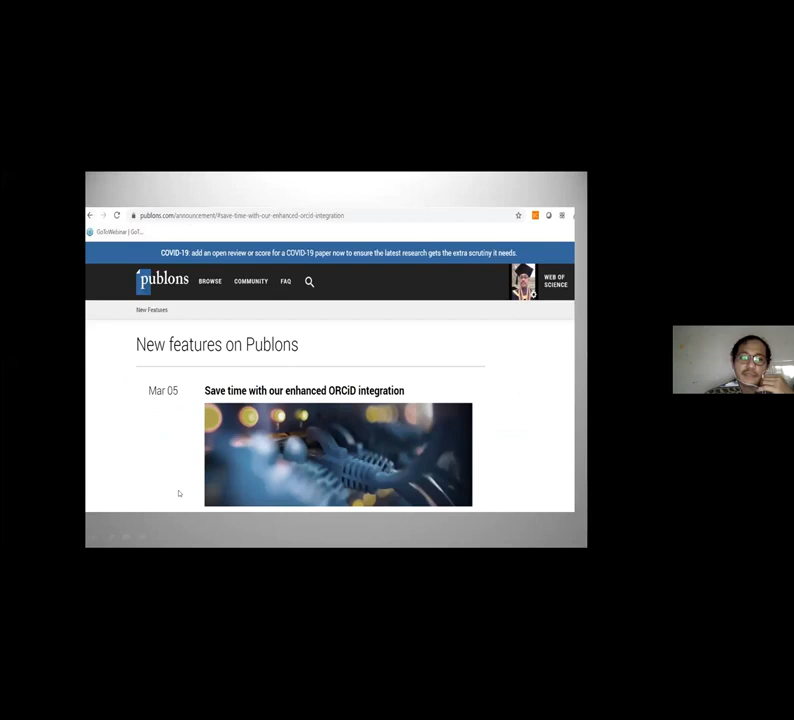 publons.com/announcement/#save-time-with-our-enhanced-orcid-integration
GoToWebinar | GoT...
COVID-19: add an open review or score for a COVID-19 paper now to ensure the latest research gets the extra scrutiny it needs.
publons BROWSE COMMUNITY FAQ WEB OF SCIENCE
New Features
New features on Publons
Mar 05 Save time with our enhanced ORCiD integration